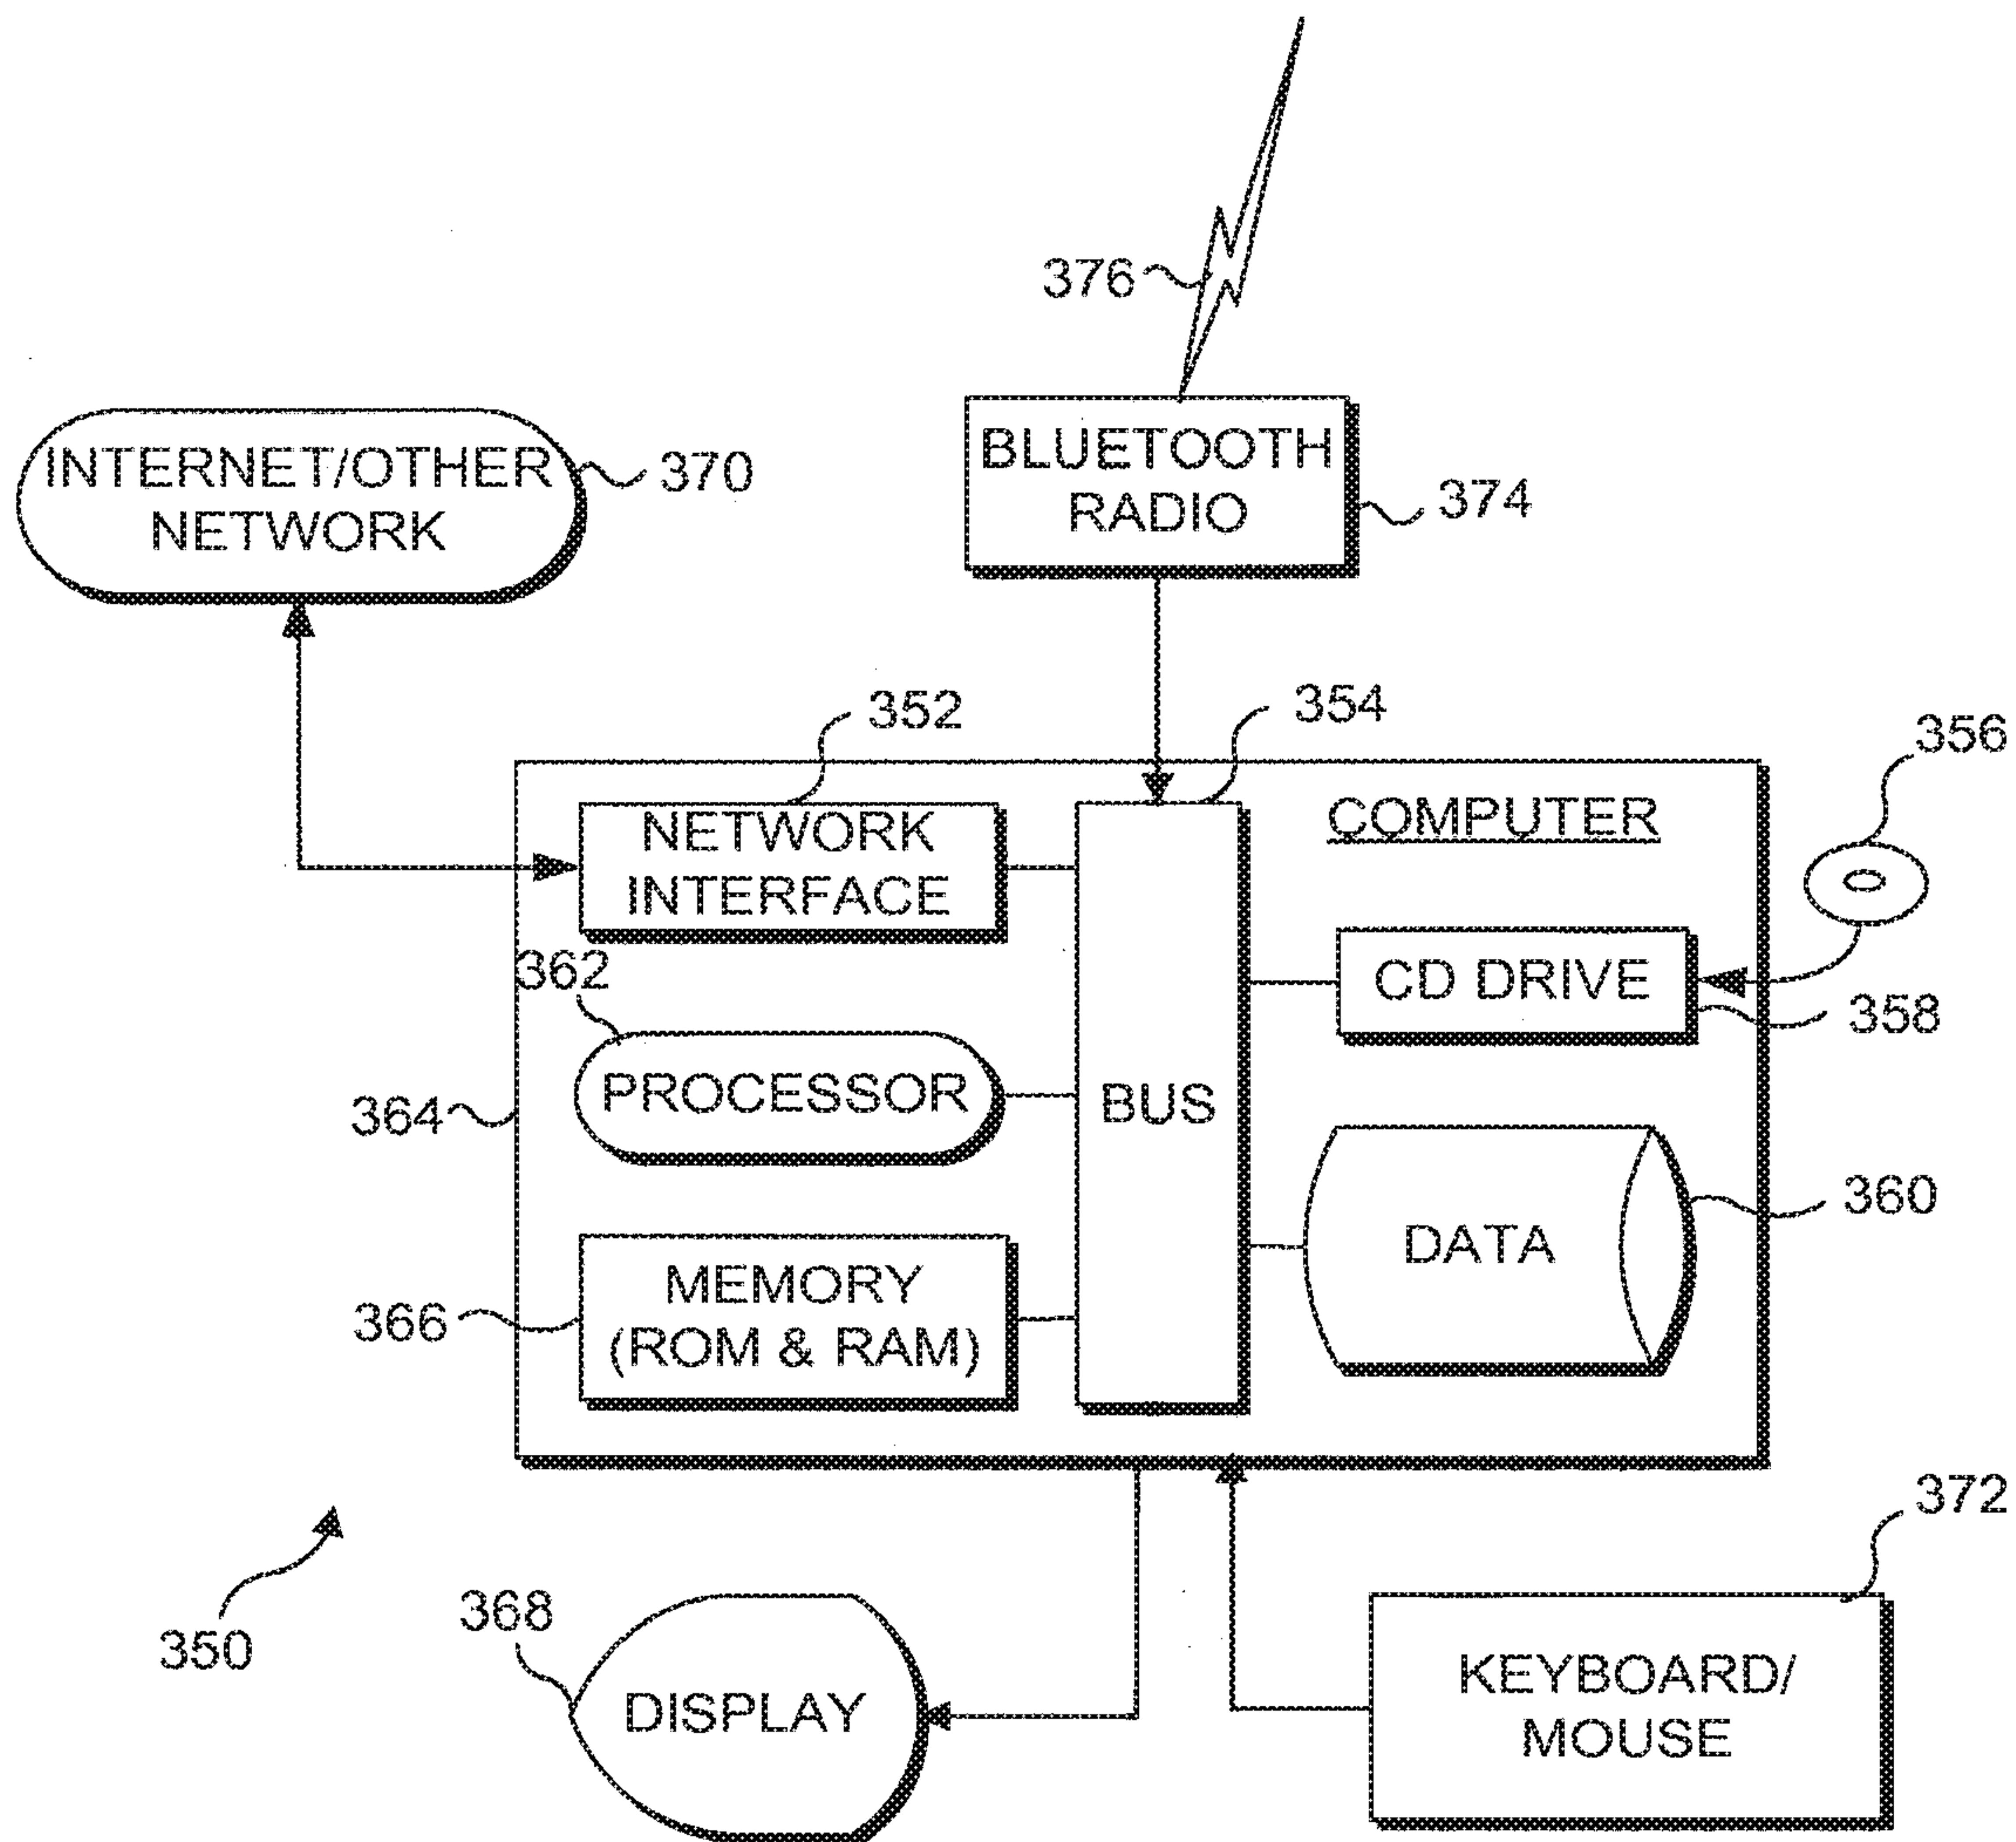 376
INTERNET/OTHER
NETWORK
370
BLUETOOTH
RADIO
374
352
354
356
NETWORK
INTERFACE
COMPUTER
362
CD DRIVE
358
PROCESSOR
364
BUS
360
DATA
MEMORY
(ROM & RAM)
366
372
350
368
DISPLAY
KEYBOARD/
MOUSE